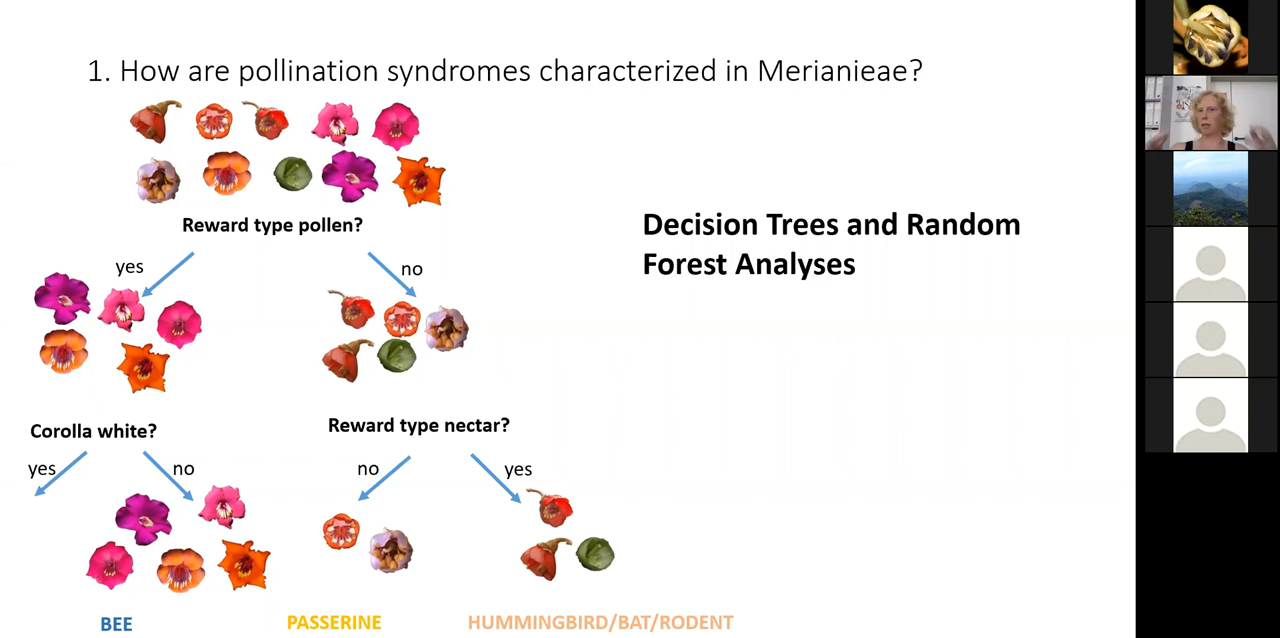 1. How are pollination syndromes characterized in Merianieae?
Reward type pollen?
Decision Trees and Random
Forest Analyses
yes
no
Corolla white?
Reward type nectar?
yes
no
no
yes
BEE
PASSERINE
HUMMINGBIRD/BAT/RODENT